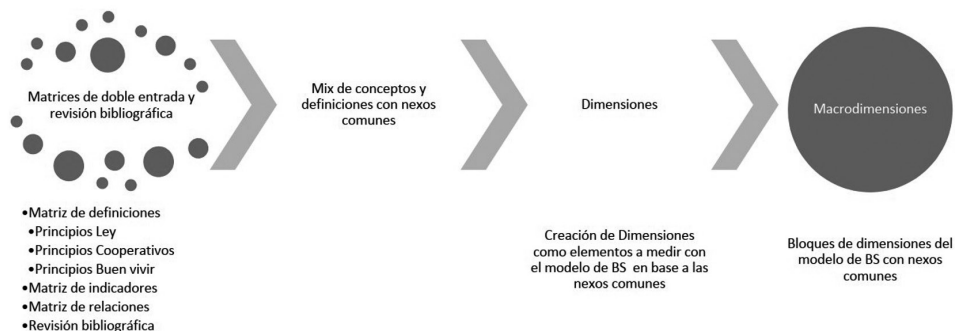 Matrices de doble entrada y
revisión bibliográfica
Mix de conceptos y
definiciones con nexos
comunes
Dimensiones
Macrodimensiones
•Matriz de definiciones
•Principios Ley
•Principios Cooperativos
•Principios Buen vivir
•Matriz de indicadores
•Matriz de relaciones
•Revisión bibliográfica
Creación de Dimensiones
como elementos a medir con
el modelo de BS en base a las
nexos comunes
Bloques de dimensiones del
modelo de BS con nexos
comunes